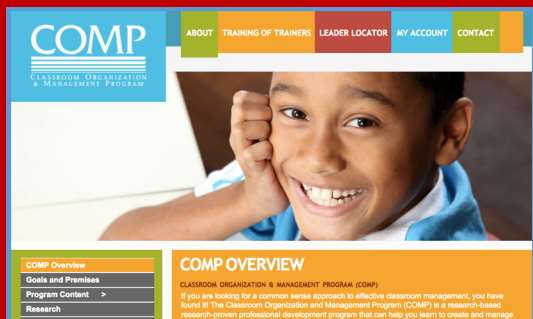 COMP
CLASSROOM ORGANIZATION
& MANAGEMENT PROGRAM
ABOUT
TRAINING OF TRAINERS
LEADER LOCATOR
MY ACCOUNT
CONTACT
COMP Overview
Goals and Premises
Program Content >
Research
COMP OVERVIEW
CLASSROOM ORGANIZATION & MANAGEMENT PROGRAM (COMP)
If you are looking for a common sense approach to effective classroom management, you have
found it! The Classroom Organization and Management Program (COMP) is a research-based
research-proven professional development program that can help you learn to create and manage